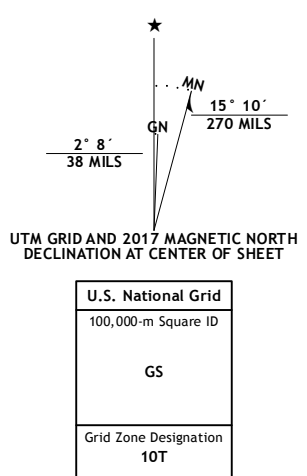 ★
MN
GN
15° 10´
270 MILS
2° 8´
38 MILS
UTM GRID AND 2017 MAGNETIC NORTH
DECLINATION AT CENTER OF SHEET
U.S. National Grid
100,000-m Square ID
GS
Grid Zone Designation
10T